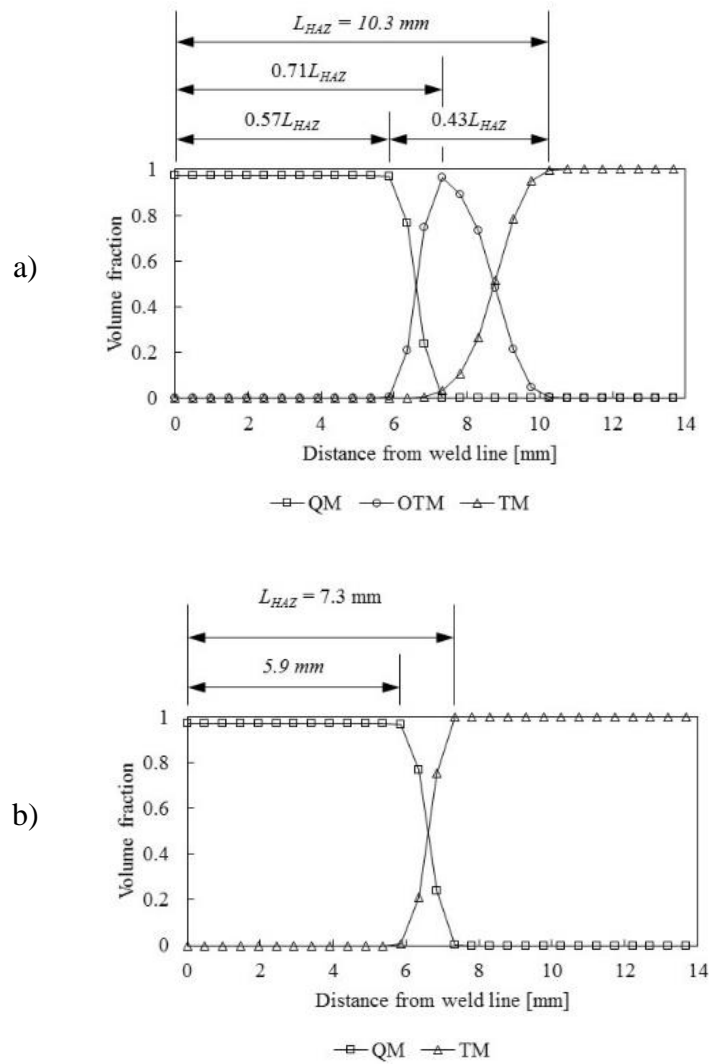 L_HAZ = 10.3 mm
0.71L_HAZ
0.57L_HAZ 0.43L_HAZ
a)
Volume fraction
1
0.8
0.6
0.4
0.2
0
0 2 4 6 8 10 12 14
Distance from weld line [mm]
QM OTM TM
L_HAZ = 7.3 mm
5.9 mm
b)
Volume fraction
1
0.8
0.6
0.4
0.2
0
0 2 4 6 8 10 12 14
Distance from weld line [mm]
QM TM